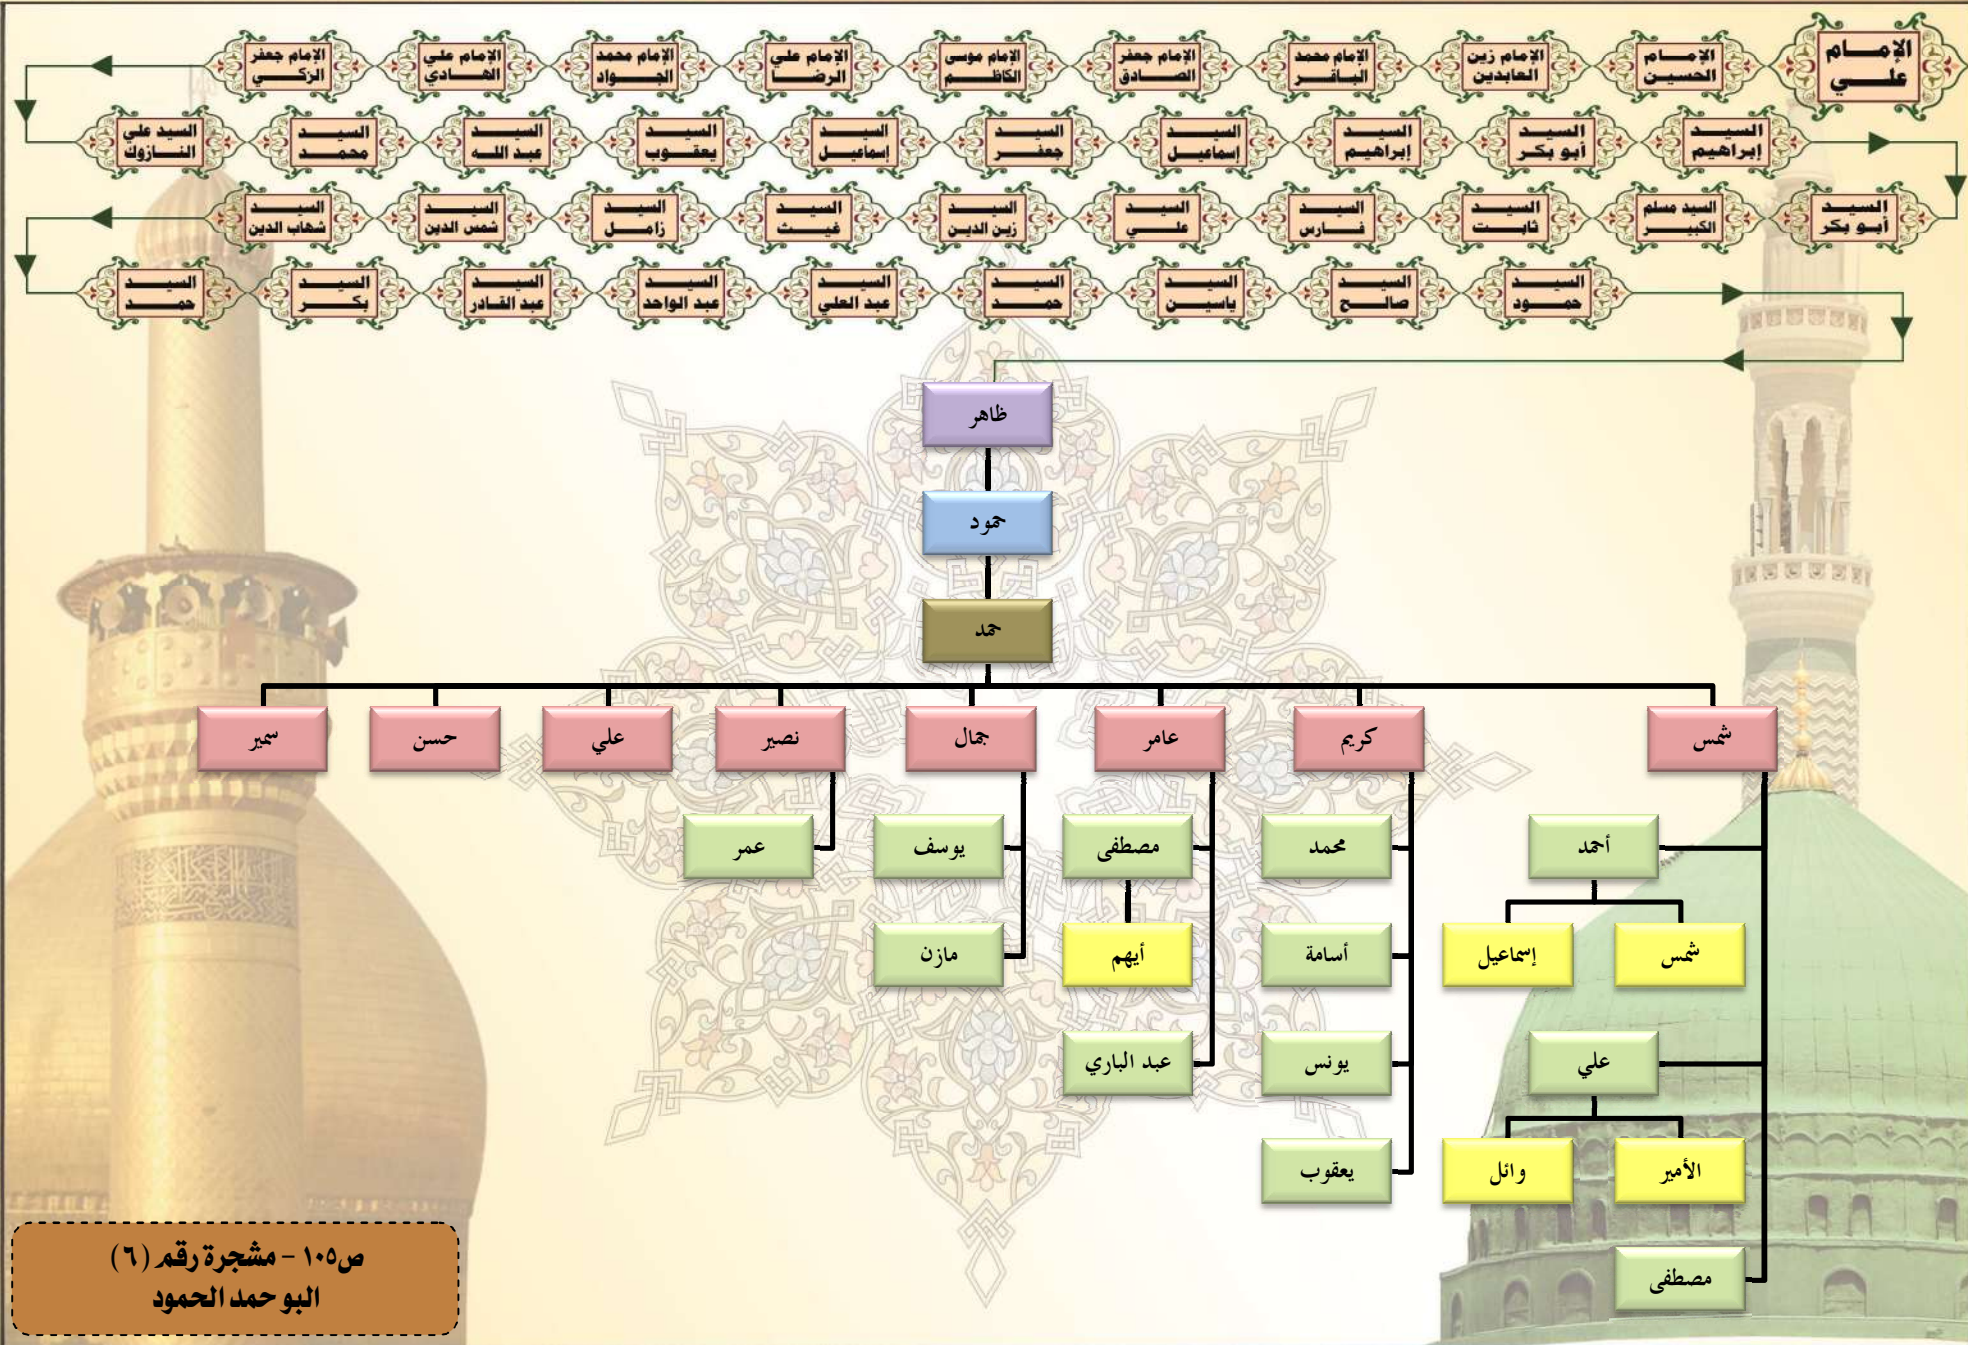 الإمام
علي
الإمام
الحسين
الإمام زين
العابدين
الإمام محمد
الباقر
الإمام جعفر
الصادق
الإمام موسى
الكاظم
الإمام علي
الرضا
الإمام محمد
الجواد
الإمام علي
الهادي
الإمام جعفر
الزكي
السيد علي
النازوك
السيد
محمد
السيد
عبد الله
السيد
يعقوب
السيد
إسماعيل
السيد
جعفر
السيد
إسماعيل
السيد
إبراهيم
السيد
أبو بكر
السيد
إبراهيم
السيد
أبو بكر
السيد مسلم
الكبير
السيد
ثابت
السيد
فارس
السيد
علي
السيد
زين الدين
السيد
غيث
السيد
زامل
السيد
شمس الدين
السيد
شهاب الدين
السيد
حمد
السيد
بكر
السيد
عبد القادر
السيد
عبد الواحد
السيد
عبد العلي
السيد
حمد
السيد
ياسين
السيد
صالح
السيد
حمود
ظاهر
حمود
حمد
شمس
كريم
عامر
جمال
نصير
علي
حسن
سمير
أحمد
محمد
مصطفى
يوسف
عمر
شمس
إسماعيل
أسامة
أيهم
مازن
علي
يونس
عبد الباري
الأمير
وائل
يعقوب
مصطفى
ص١٠٥ - مشجرة رقم (٦)
البو حمد الحمود